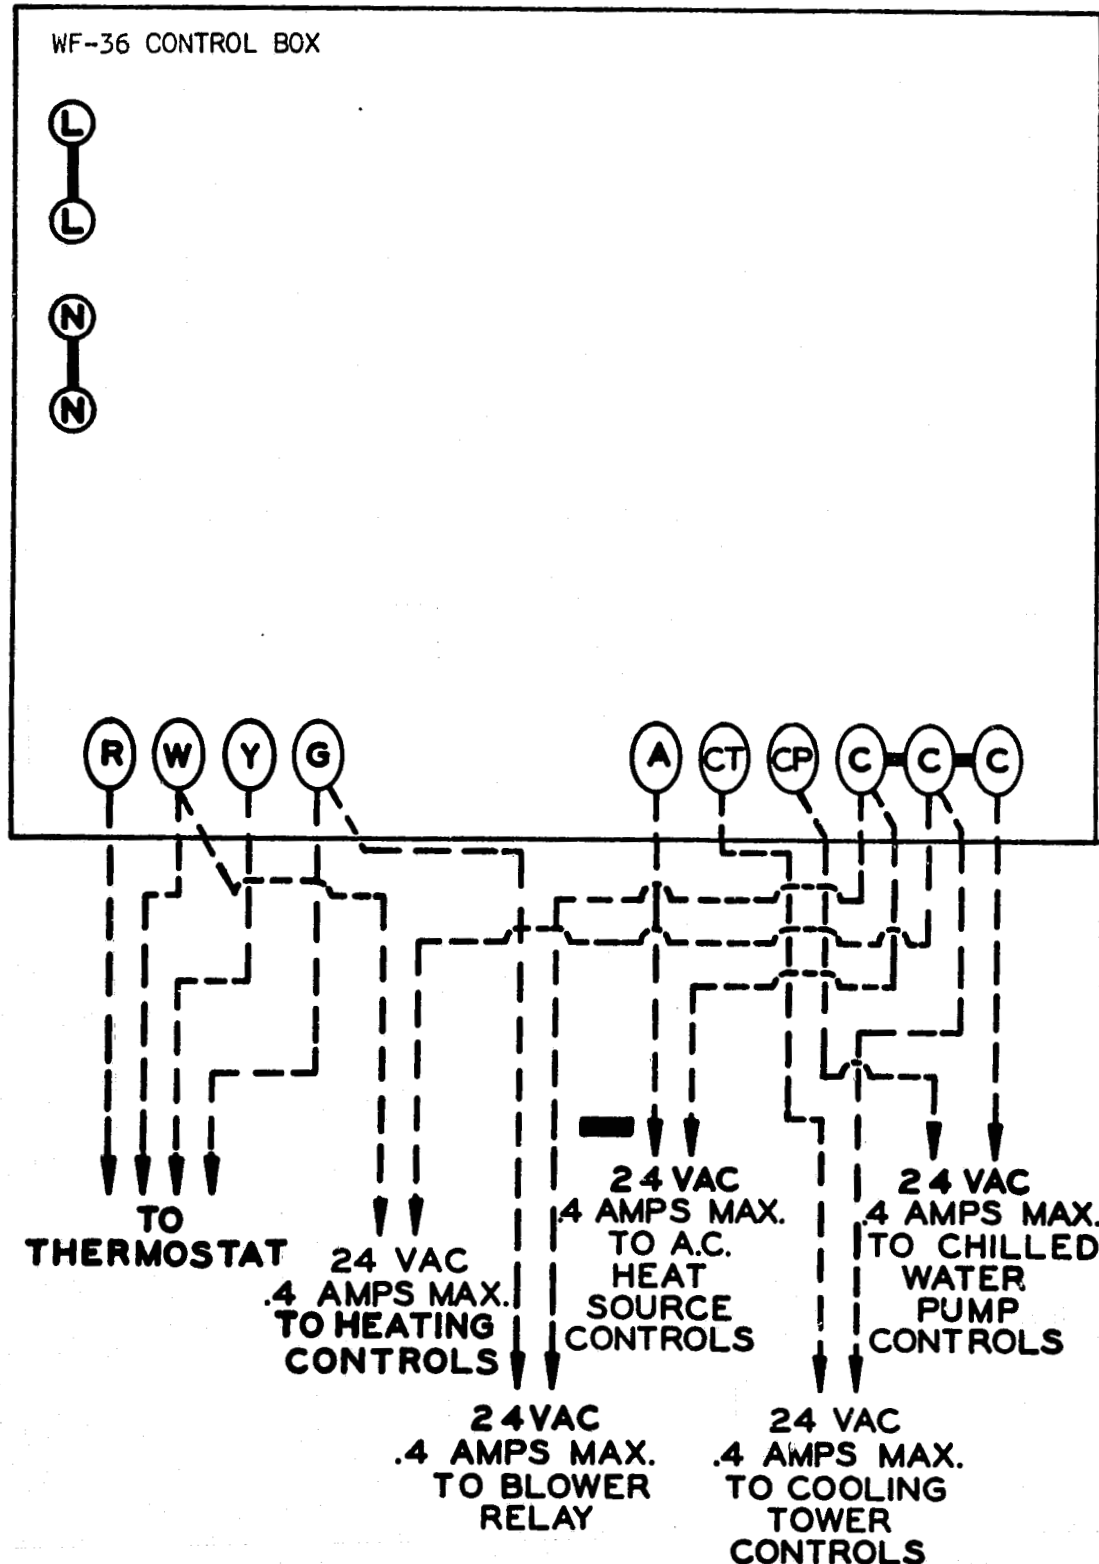 WF-36 CONTROL BOX
L
L
N
N
R W Y G A CT CP C C C
TO
THERMOSTAT
24 VAC
.4 AMPS MAX.
TO HEATING
CONTROLS
24VAC
.4 AMPS MAX.
TO BLOWER
RELAY
24 VAC
.4 AMPS MAX.
TO A.C.
HEAT
SOURCE
CONTROLS
24 VAC
.4 AMPS MAX.
TO COOLING
TOWER
CONTROLS
24 VAC
.4 AMPS MAX.
TO CHILLED
WATER
PUMP
CONTROLS